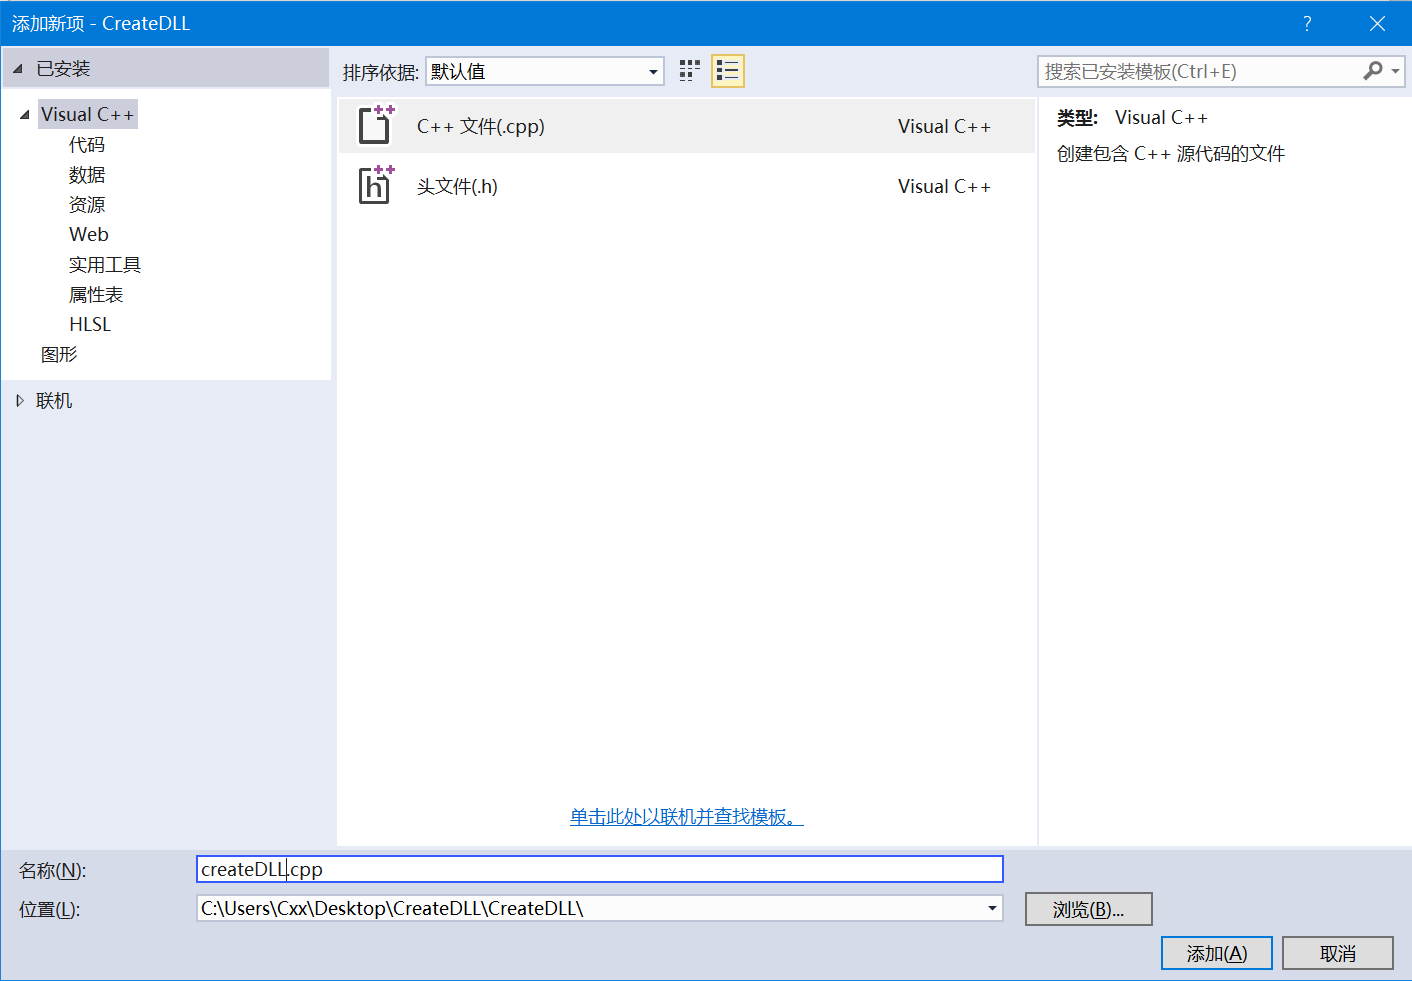 添加新项 - CreateDLL
?
已安装
排序依据: 默认值
搜索已安装模板(Ctrl+E)
Visual C++
代码
数据
资源
Web
实用工具
属性表
HLSL
图形
联机
C++ 文件(.cpp) Visual C++
头文件(.h) Visual C++
类型: Visual C++
创建包含 C++ 源代码的文件
单击此处以联机并查找模板。
名称(N): createDLL.cpp
位置(L): C:\Users\Cxx\Desktop\CreateDLL\CreateDLL\
浏览(B)...
添加(A) 取消